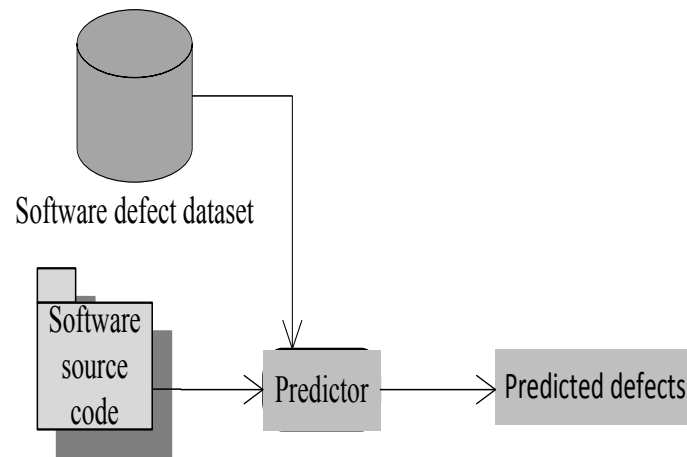 Software defect dataset
Software
source
code
Predictor
Predicted defects